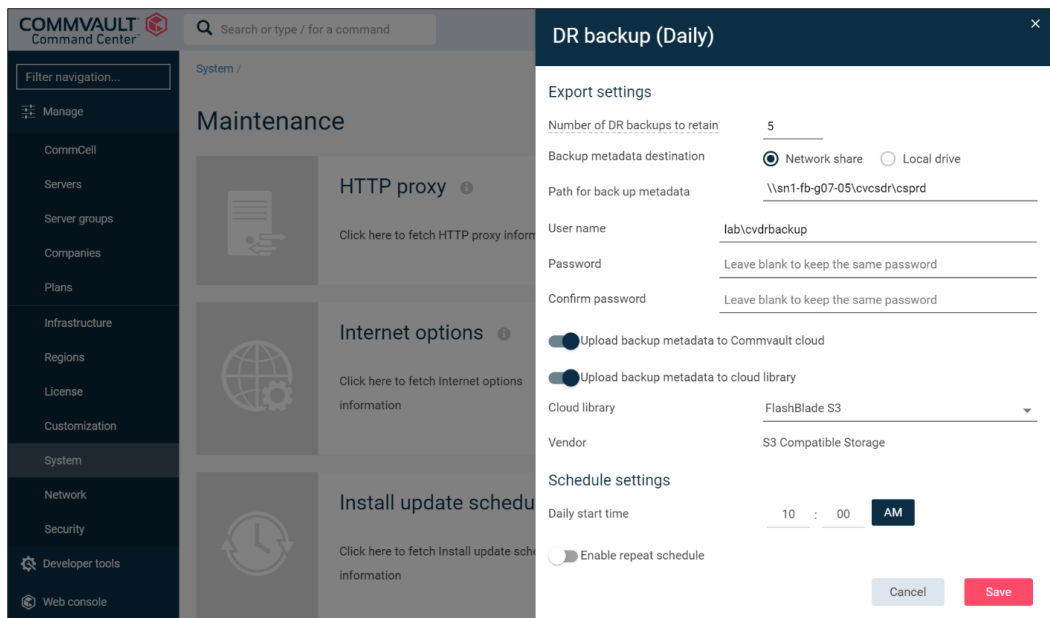 COMMVAULT
Command Center
Search or type / for a command
Filter navigation...
Manage
CommCell
Servers
Server groups
Companies
Plans
Infrastructure
Regions
License
Customization
System
Network
Security
Developer tools
Web console
System /
Maintenance
HTTP proxy
Click here to fetch HTTP proxy inform
Internet options
Click here to fetch Internet options
information
Install update schedu
Click here to fetch Install update sche
information
DR backup (Daily)
Export settings
Number of DR backups to retain 5
Backup metadata destination Network share Local drive
Path for back up metadata \\sn1-fb-g07-05\cvcsdr\csprd
User name lab\cvdrbackup
Password Leave blank to keep the same password
Confirm password Leave blank to keep the same password
Upload backup metadata to Commvault cloud
Upload backup metadata to cloud library
Cloud library FlashBlade S3
Vendor S3 Compatible Storage
Schedule settings
Daily start time 10 : 00 AM
Enable repeat schedule
Cancel Save